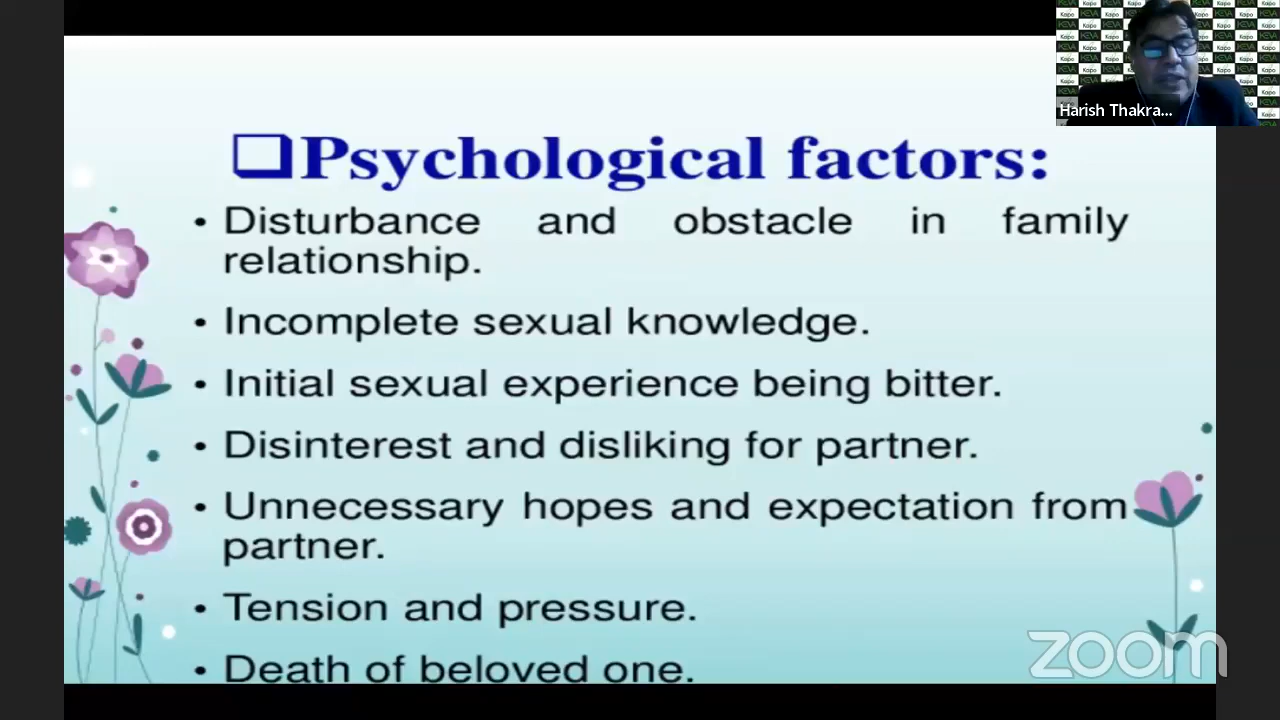 Harish Thakra...
❑Psychological factors:
• Disturbance and obstacle in family
relationship.
• Incomplete sexual knowledge.
• Initial sexual experience being bitter.
• Disinterest and disliking for partner.
• Unnecessary hopes and expectation from
partner.
• Tension and pressure.
• Death of beloved one.
zoom